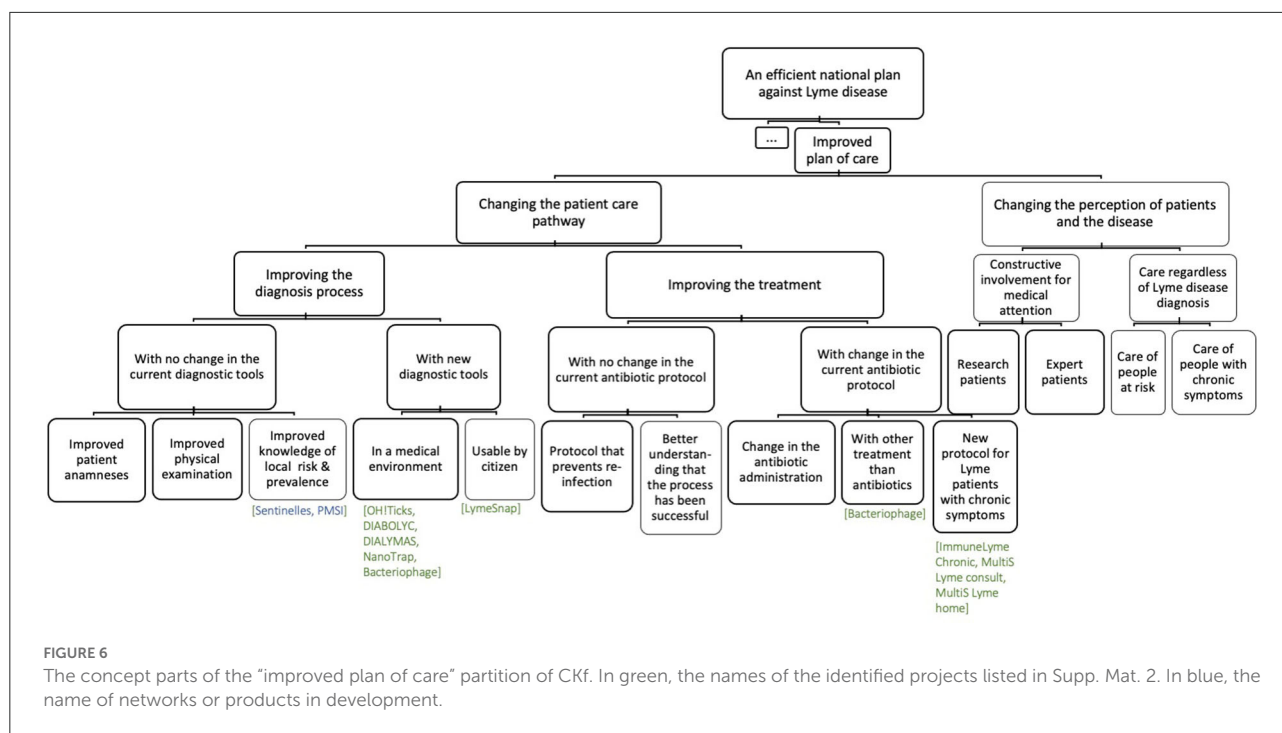 An efficient national plan
against Lyme disease
...
Improved
plan of care
Changing the patient care
pathway
Changing the perception of patients
and the disease
Improving the
diagnosis process
Improving the treatment
Constructive
involvement for
medical
attention
Care regardless
of Lyme disease
diagnosis
With no change in the
current diagnostic tools
With new
diagnostic tools
With no change in the
current antibiotic protocol
With change in the
current antibiotic
protocol
Research
patients
Expert
patients
Care of
people
at risk
Care of
people with
chronic
symptoms
Improved
patient
anamneses
Improved
physical
examination
Improved
knowledge of
local risk &
prevalence
[Sentinelles, PMSI]
In a medical
environment
[OH!Ticks,
DIABOLYC,
DIALYMAS,
NanoTrap,
Bacteriophage]
Usable by
citizen
[LymeSnap]
Protocol that
prevents re-
infection
Better
understan-
ding that
the process
has been
successful
Change in the
antibiotic
administration
With other
treatment
than
antibiotics
[Bacteriophage]
New
protocol for
Lyme
patients
with chronic
symptoms
[ImmuneLyme
Chronic, MultiS
Lyme consult,
MultiS Lyme
home]
FIGURE 6
The concept parts of the “improved plan of care” partition of CKf. In green, the names of the identified projects listed in Supp. Mat. 2. In blue, the
name of networks or products in development.